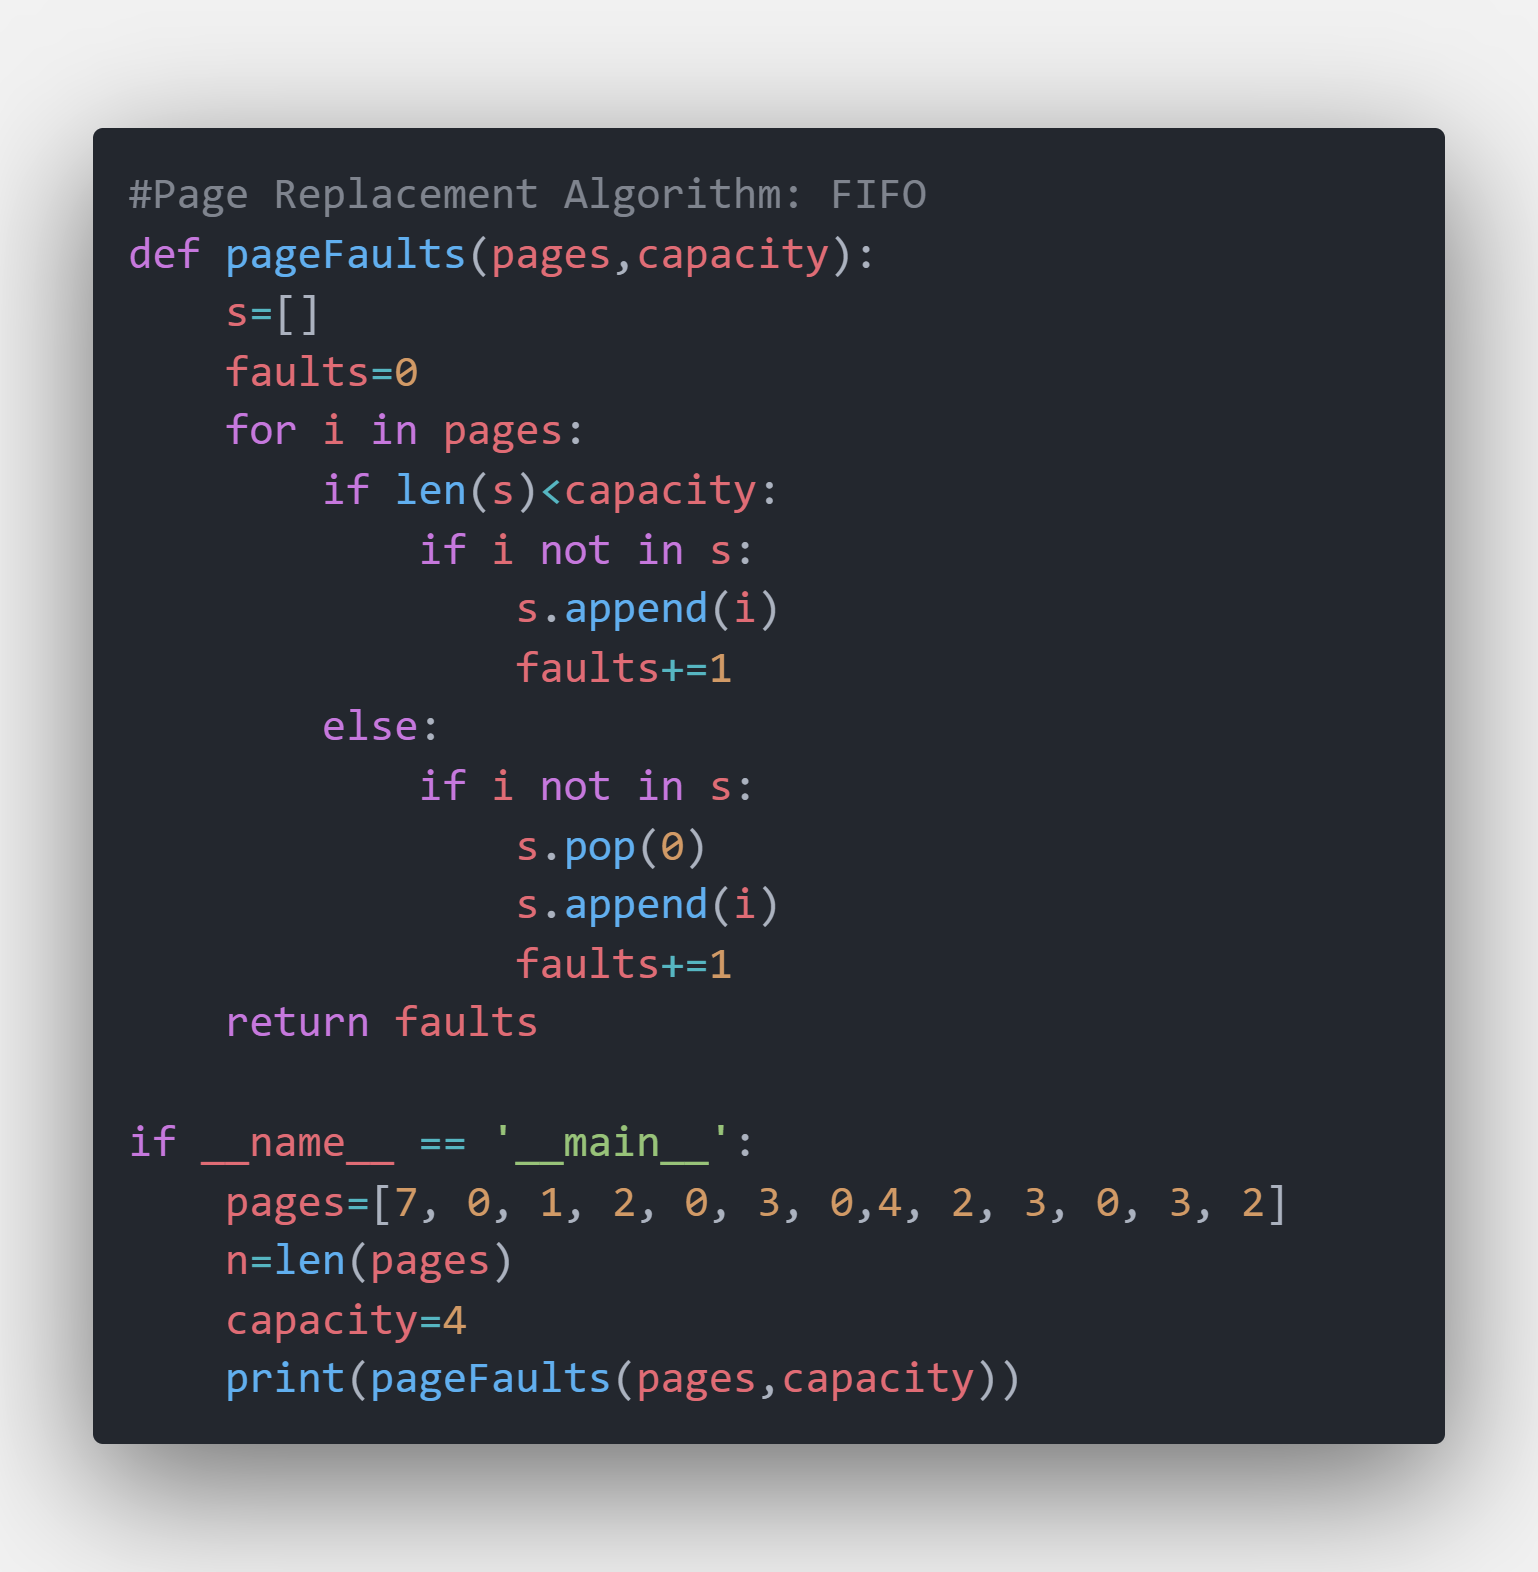 #Page Replacement Algorithm: FIFO
def pageFaults(pages,capacity):
    s=[]
    faults=0
    for i in pages:
        if len(s)<capacity:
            if i not in s:
                s.append(i)
                faults+=1
        else:
            if i not in s:
                s.pop(0)
                s.append(i)
                faults+=1
    return faults

if __name__ == '__main__':
    pages=[7, 0, 1, 2, 0, 3, 0,4, 2, 3, 0, 3, 2]
    n=len(pages)
    capacity=4
    print(pageFaults(pages,capacity))